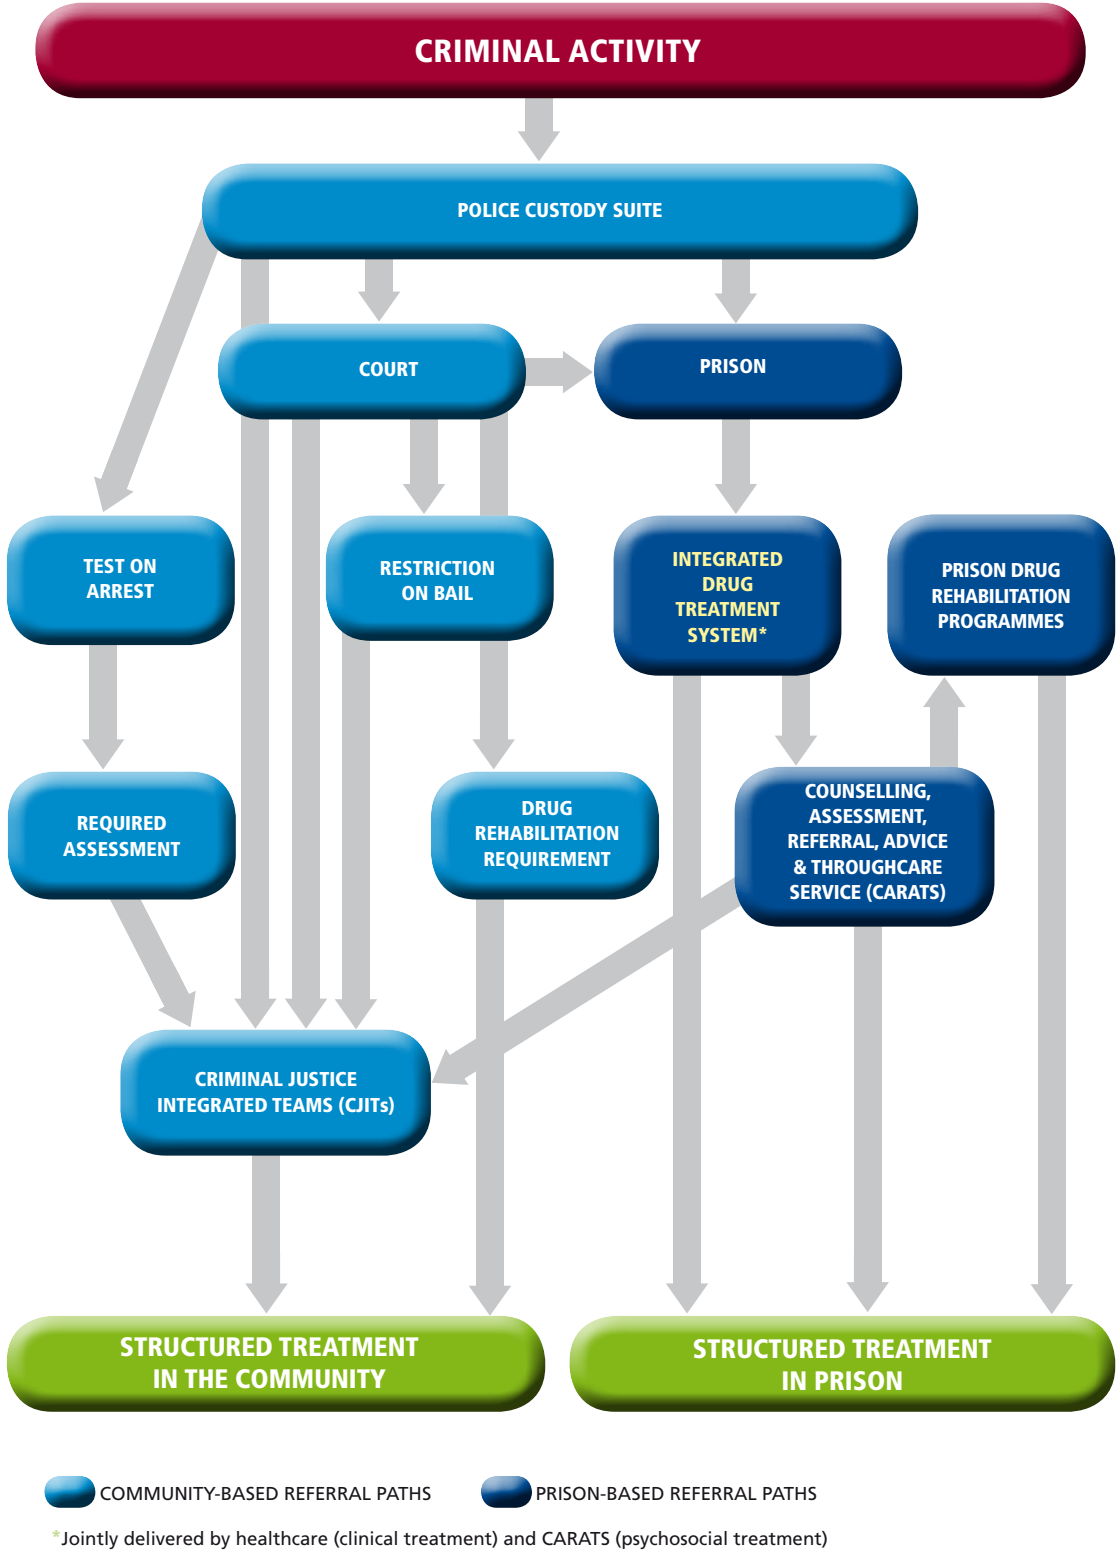 CRIMINAL ACTIVITY
POLICE CUSTODY SUITE
COURT
PRISON
TEST ON
ARREST
RESTRICTION
ON BAIL
INTEGRATED
DRUG
TREATMENT
SYSTEM*
PRISON DRUG
REHABILITATION
PROGRAMMES
REQUIRED
ASSESSMENT
DRUG
REHABILITATION
REQUIREMENT
COUNSELLING,
ASSESSMENT,
REFERRAL, ADVICE
& THROUGHCARE
SERVICE (CARATS)
CRIMINAL JUSTICE
INTEGRATED TEAMS (CJITs)
STRUCTURED TREATMENT
IN THE COMMUNITY
STRUCTURED TREATMENT
IN PRISON
COMMUNITY-BASED REFERRAL PATHS
PRISON-BASED REFERRAL PATHS
*Jointly delivered by healthcare (clinical treatment) and CARATS (psychosocial treatment)